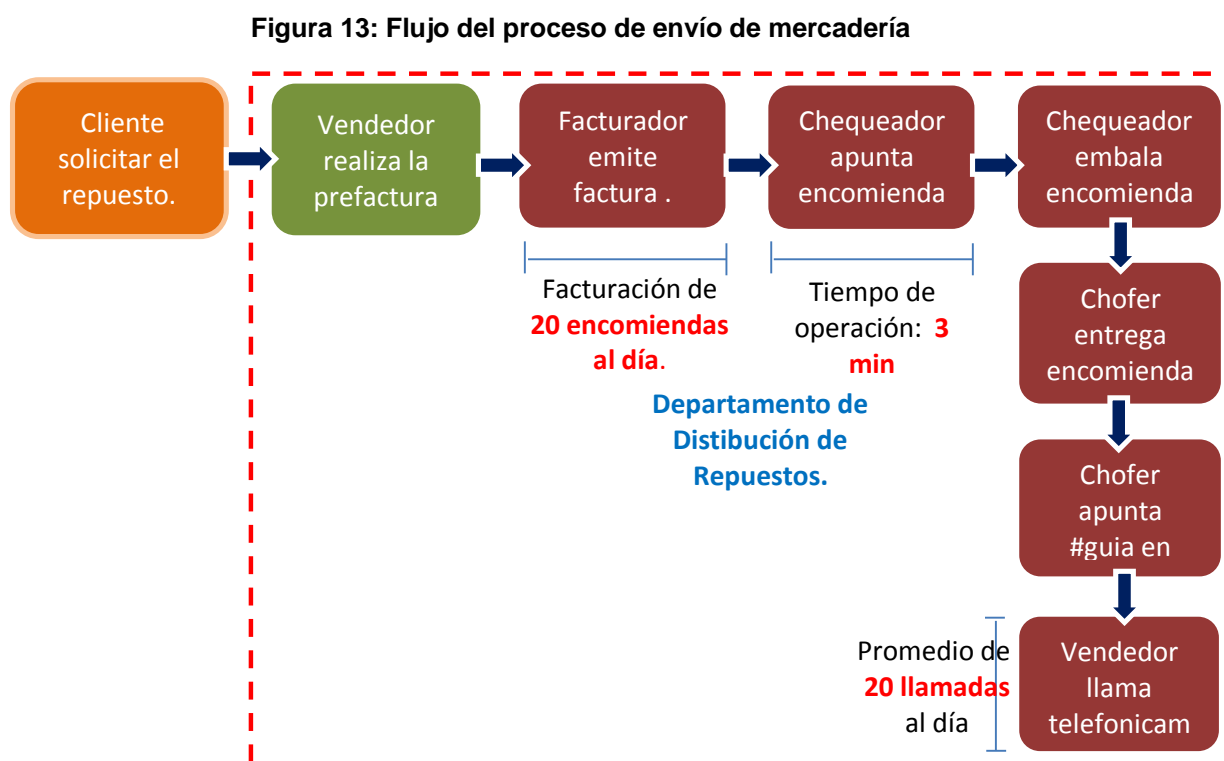 Figura 13: Flujo del proceso de envío de mercadería
Cliente
solicitar el
repuesto.
Vendedor
realiza la
prefactura
Facturador
emite
factura .
Chequeador
apunta
encomienda
Chequeador
embala
encomienda
Facturación de
20 encomiendas
al día.
Tiempo de
operación: 3
min
Chofer
entrega
encomienda
Departamento de
Distibución de
Repuestos.
Chofer
apunta
#guia en
Promedio de
20 llamadas
al día
Vendedor
llama
telefonicam